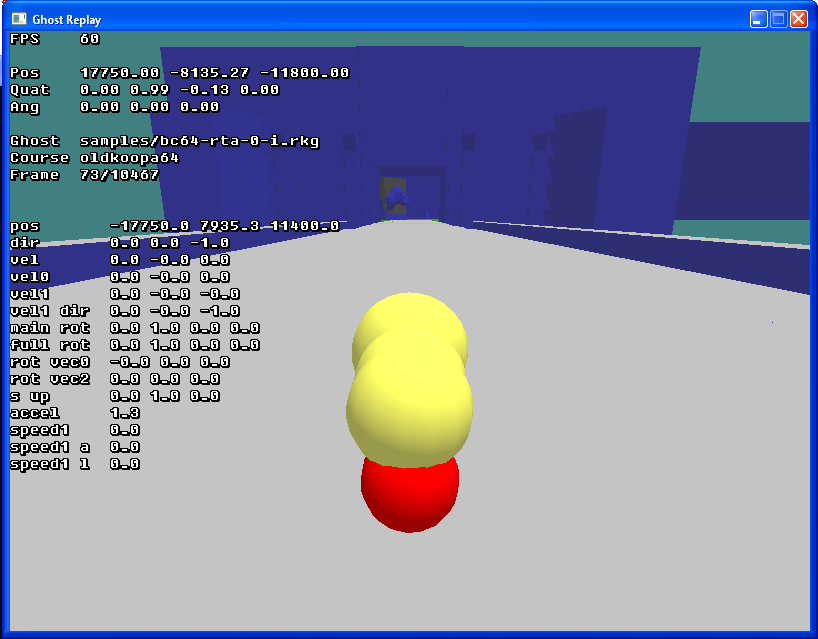 Ghost Replay
FPS 60
Pos 17750.00 -8135.27 -11800.00
Quat 0.00 0.99 -0.13 0.00
Ang 0.00 0.00 0.00
Ghost samples/bc64-rta-0-i.rkg
Course oldkoopa64
Frame 73/10467
pos -17750.0 7935.3 11400.0
dir 0.0 0.0 -1.0
vel 0.0 -0.0 0.0
vel0 0.0 -0.0 0.0
vel1 0.0 -0.0 -0.0
vel1 dir 0.0 -0.0 -1.0
main rot 0.0 1.0 0.0 0.0
full rot 0.0 1.0 0.0 0.0
rot vec0 -0.0 0.0 0.0
rot vec2 0.0 0.0 0.0
s up 0.0 1.0 0.0
accel 1.3
speed1 0.0
speed1 a 0.0
speed1 l 0.0